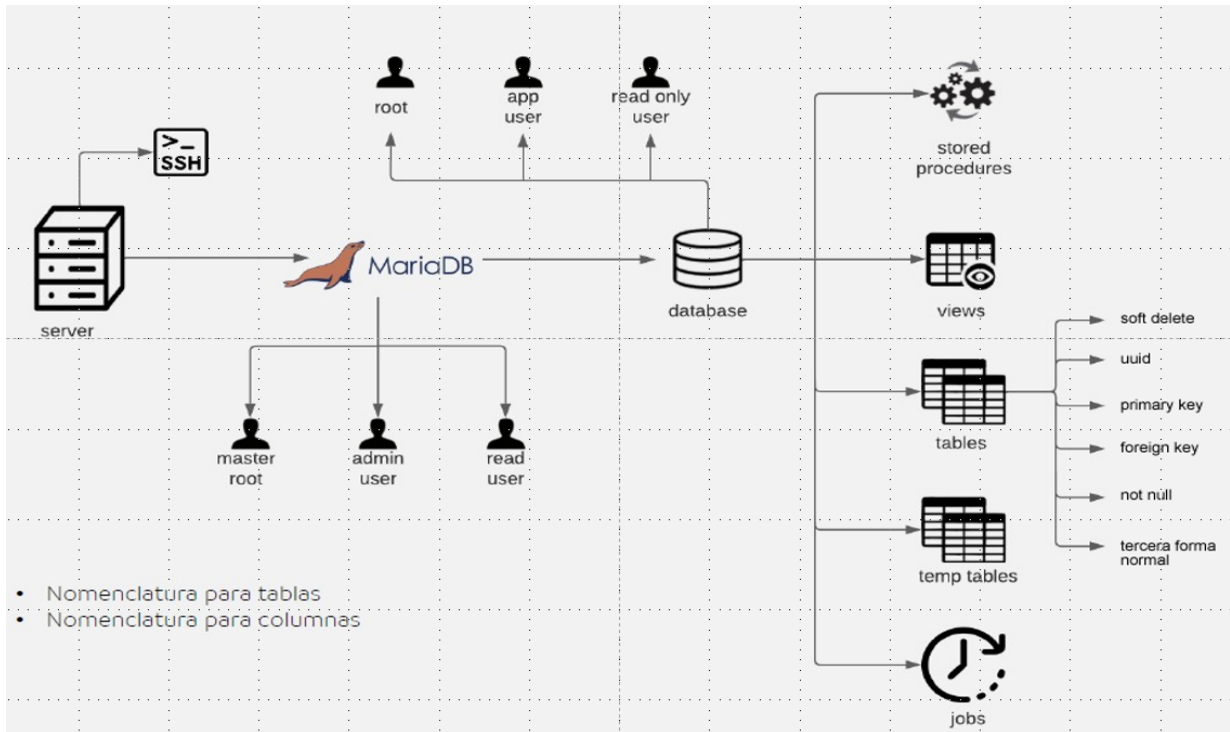 root
app
user
read only
user
>_
SSH
stored
procedures
MariaDB
server
database
views
soft delete
uuid
primary key
foreign key
not null
tercera forma
normal
tables
master
root
admin
user
read
user
temp tables
• Nomenclatura para tablas
• Nomenclatura para columnas
jobs